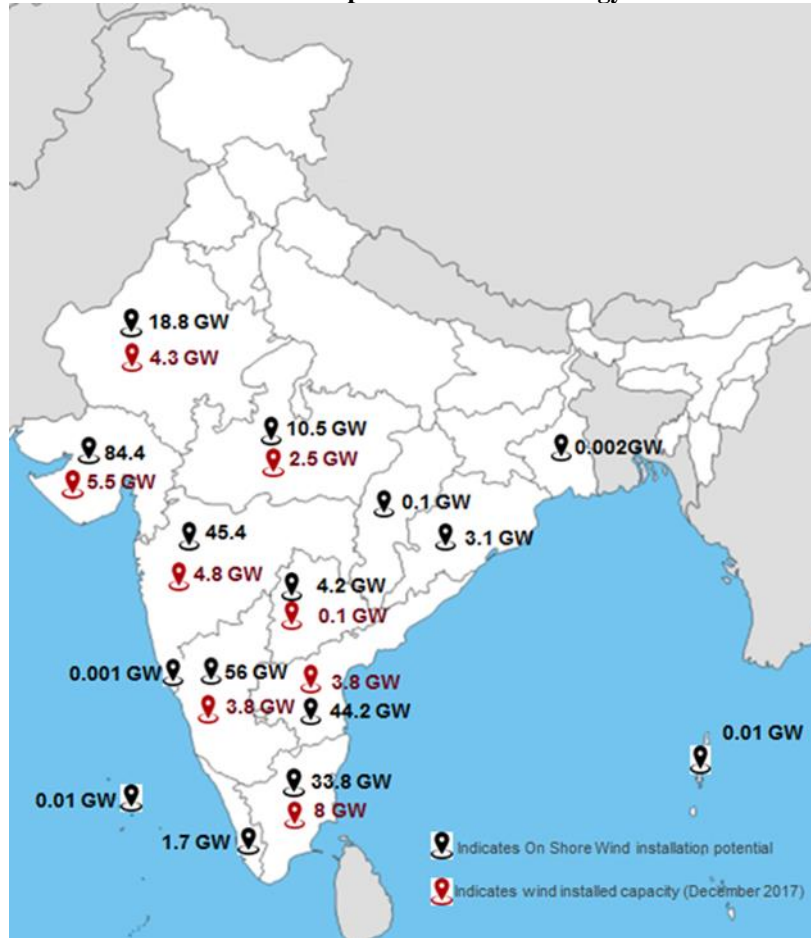 18.8 GW
4.3 GW
10.5 GW
2.5 GW
84.4
5.5 GW
0.002GW
0.1 GW
3.1 GW
45.4
4.8 GW
4.2 GW
0.1 GW
0.001 GW
56 GW
3.8 GW
3.8 GW
44.2 GW
0.01 GW
33.8 GW
8 GW
0.01 GW
1.7 GW
Indicates On Shore Wind installation potential
Indicates wind installed capacity (December 2017)